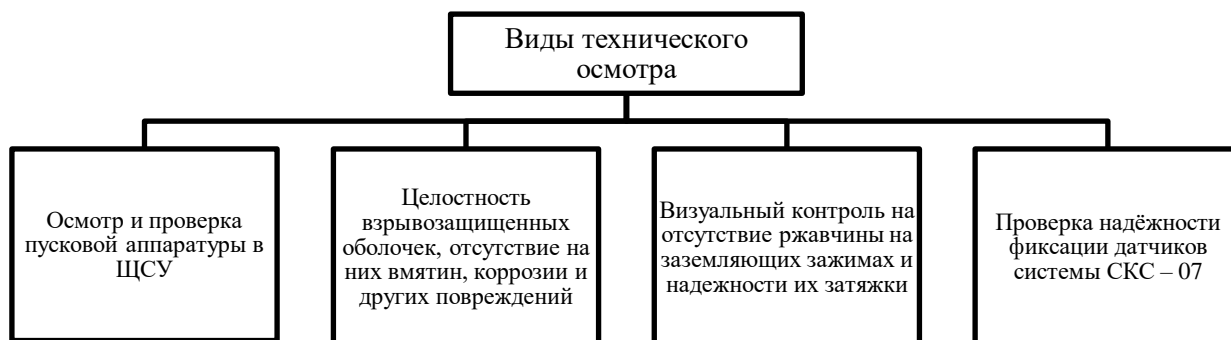 Виды технического
осмотра
Осмотр и проверка
пусковой аппаратуры в
ЩСУ
Целостность
взрывозащищенных
оболочек, отсутствие на
них вмятин, коррозии и
других повреждений
Визуальный контроль на
отсутствие ржавчины на
заземляющих зажимах и
надежности их затяжки
Проверка надёжности
фиксации датчиков
системы СКС – 07